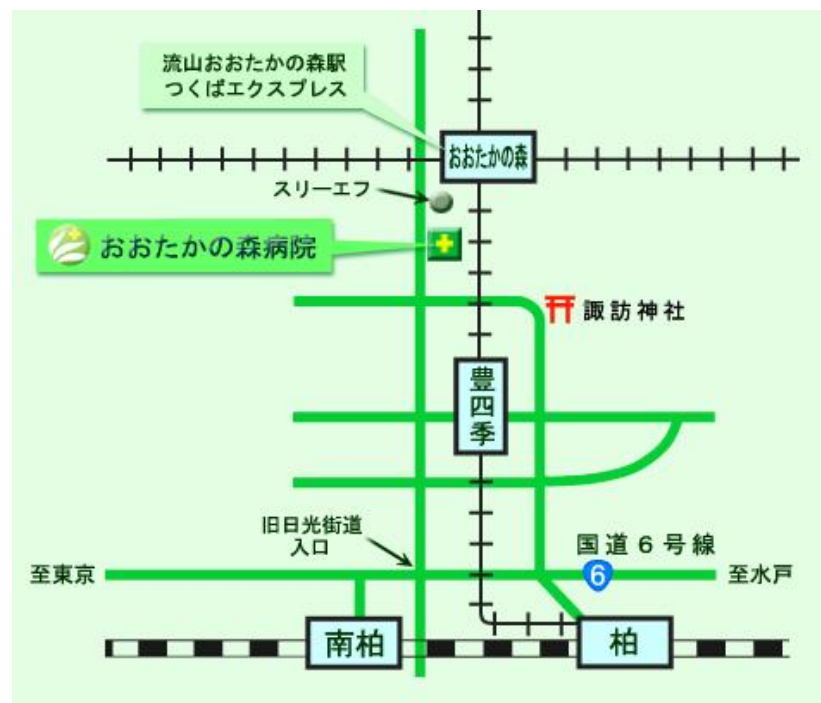 流山おおたかの森駅
つくばエクスプレス
おおたかの森
スリーエフ
おおたかの森病院
諏訪神社
豊四季
旧日光街道
入口
国道6号線
至東京
6
至水戸
南柏
柏